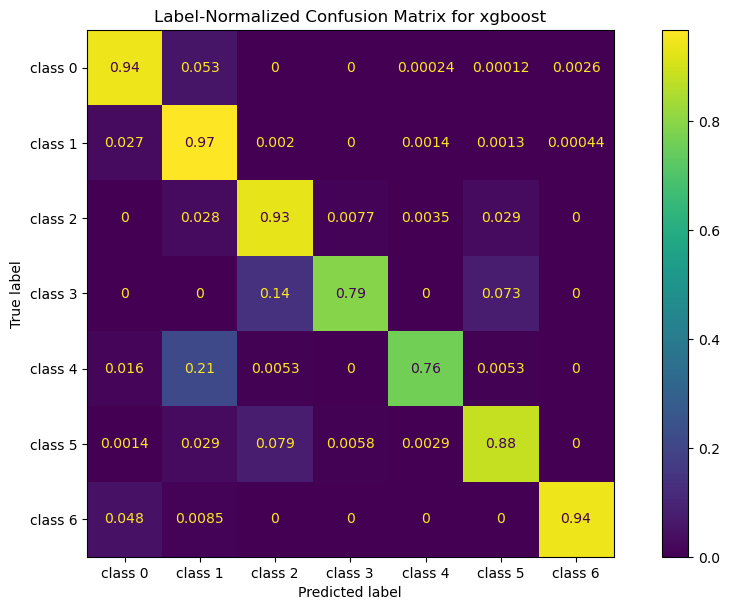 Label-Normalized Confusion Matrix for xgboost
class 0 0.94 0.053 0 0 0.00024 0.00012 0.0026
class 1 0.027 0.97 0.002 0 0.0014 0.0013 0.00044
class 2 0 0.028 0.93 0.0077 0.0035 0.029 0
class 3 0 0 0.14 0.79 0 0.073 0
class 4 0.016 0.21 0.0053 0 0.76 0.0053 0
class 5 0.0014 0.029 0.079 0.0058 0.0029 0.88 0
class 6 0.048 0.0085 0 0 0 0 0.94
class 0 class 1 class 2 class 3 class 4 class 5 class 6
Predicted label
True label
0.8
0.6
0.4
0.2
0.0